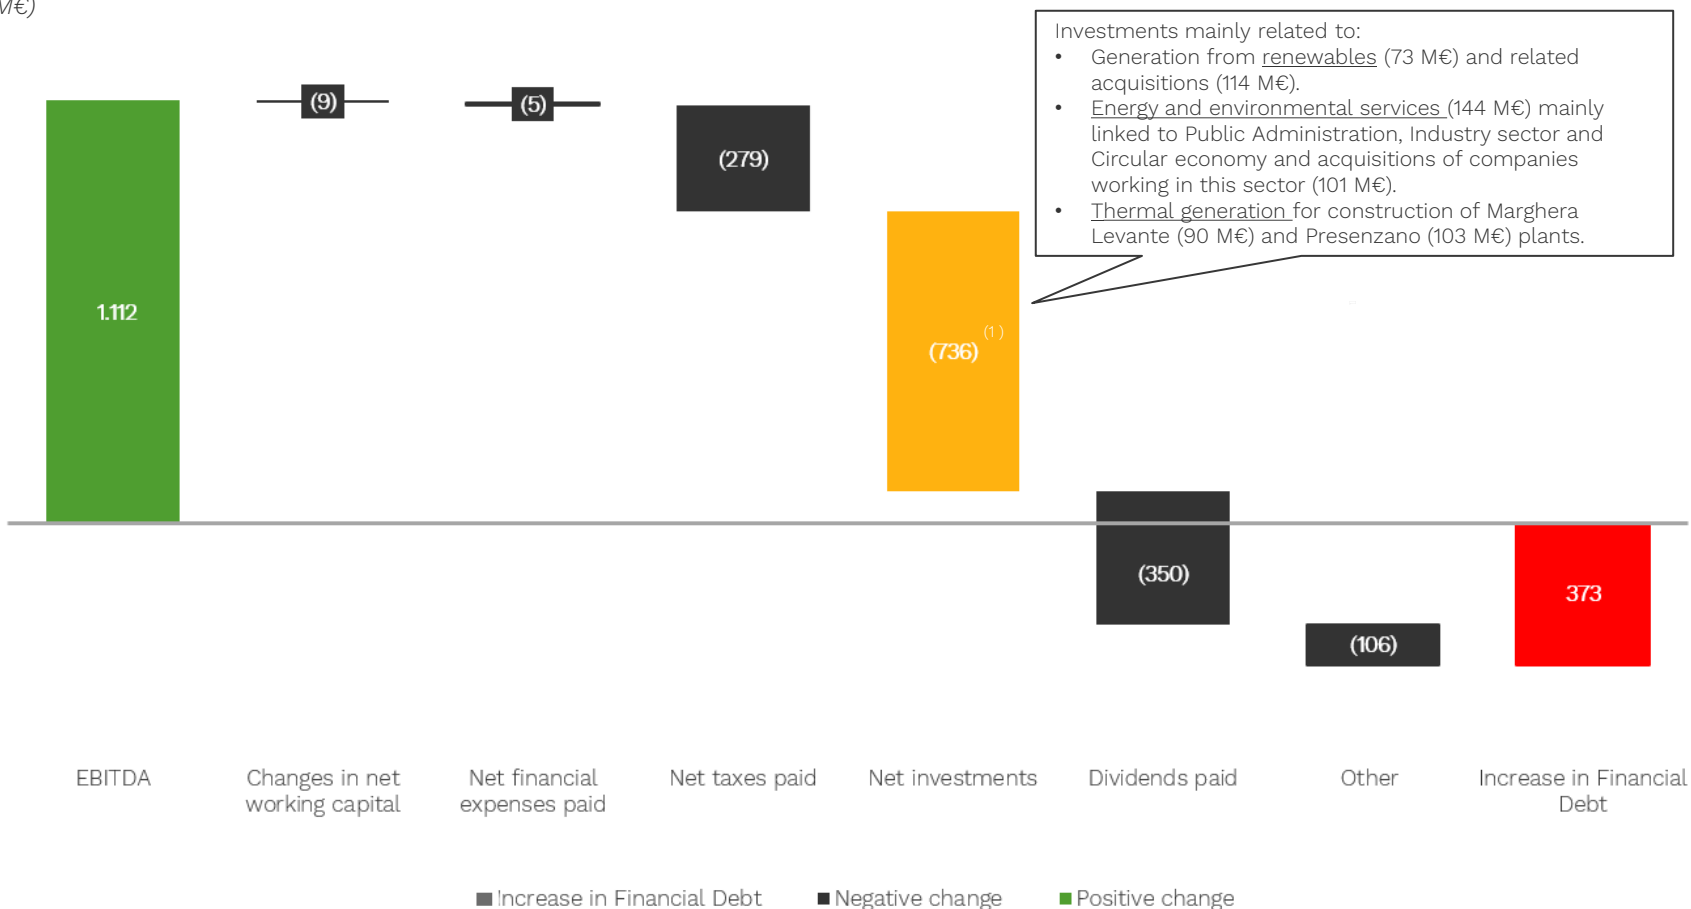 M€)
Investments mainly related to:
• Generation from renewables (73 M€) and related
acquisitions (114 M€).
• Energy and environmental services (144 M€) mainly
linked to Public Administration, Industry sector and
Circular economy and acquisitions of companies
working in this sector (101 M€).
• Thermal generation for construction of Marghera
Levante (90 M€) and Presenzano (103 M€) plants.
(9)
(5)
(279)
1.112
(736) (1)
(350)
373
(106)
EBITDA
Changes in net
working capital
Net financial
expenses paid
Net taxes paid
Net investments
Dividends paid
Other
Increase in Financial
Debt
Increase in Financial Debt
Negative change
Positive change